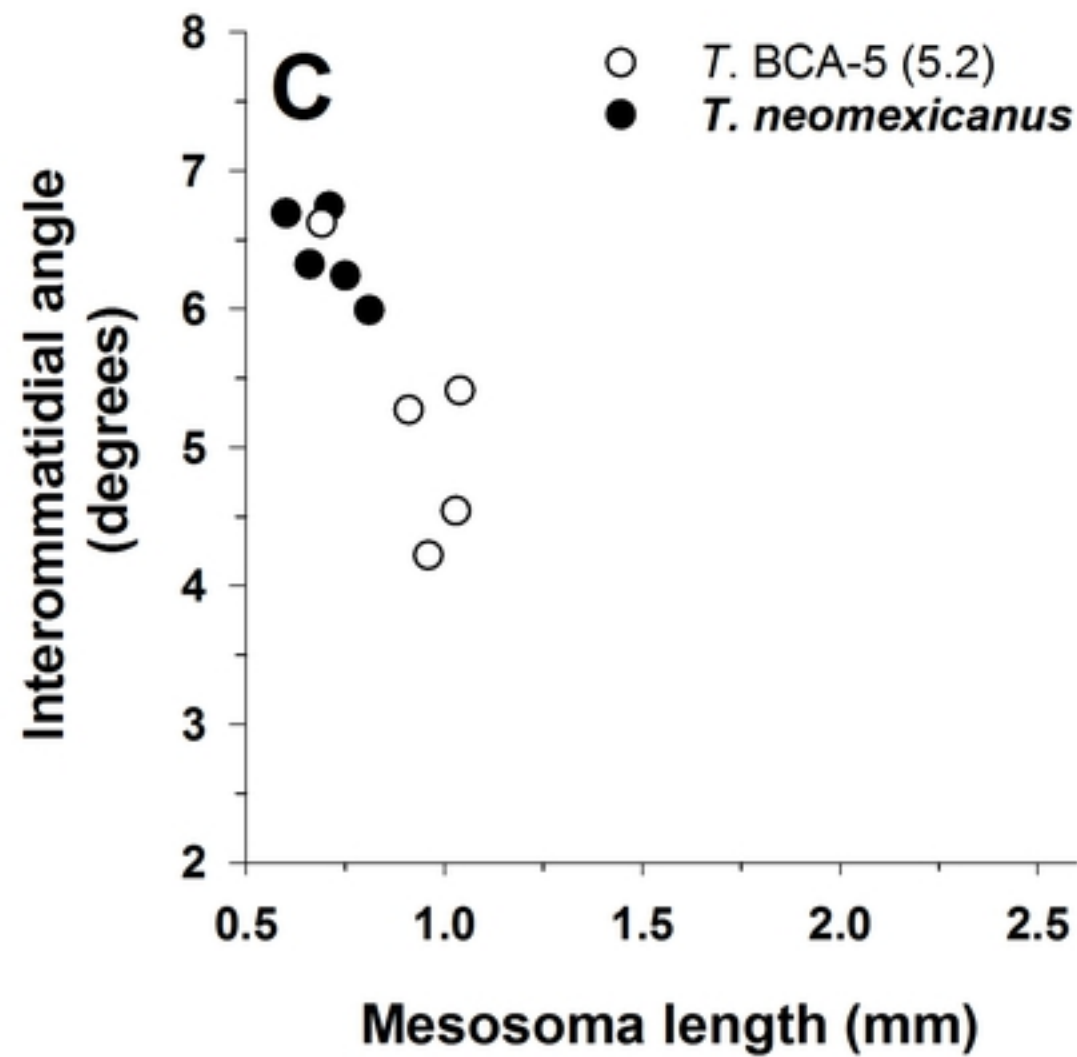 C
T. BCA-5 (5.2)
T. neomexicanus
Interommatidial angle
(degrees)
8
7
6
5
4
3
2
0.5 1.0 1.5 2.0 2.5
Mesosoma length (mm)